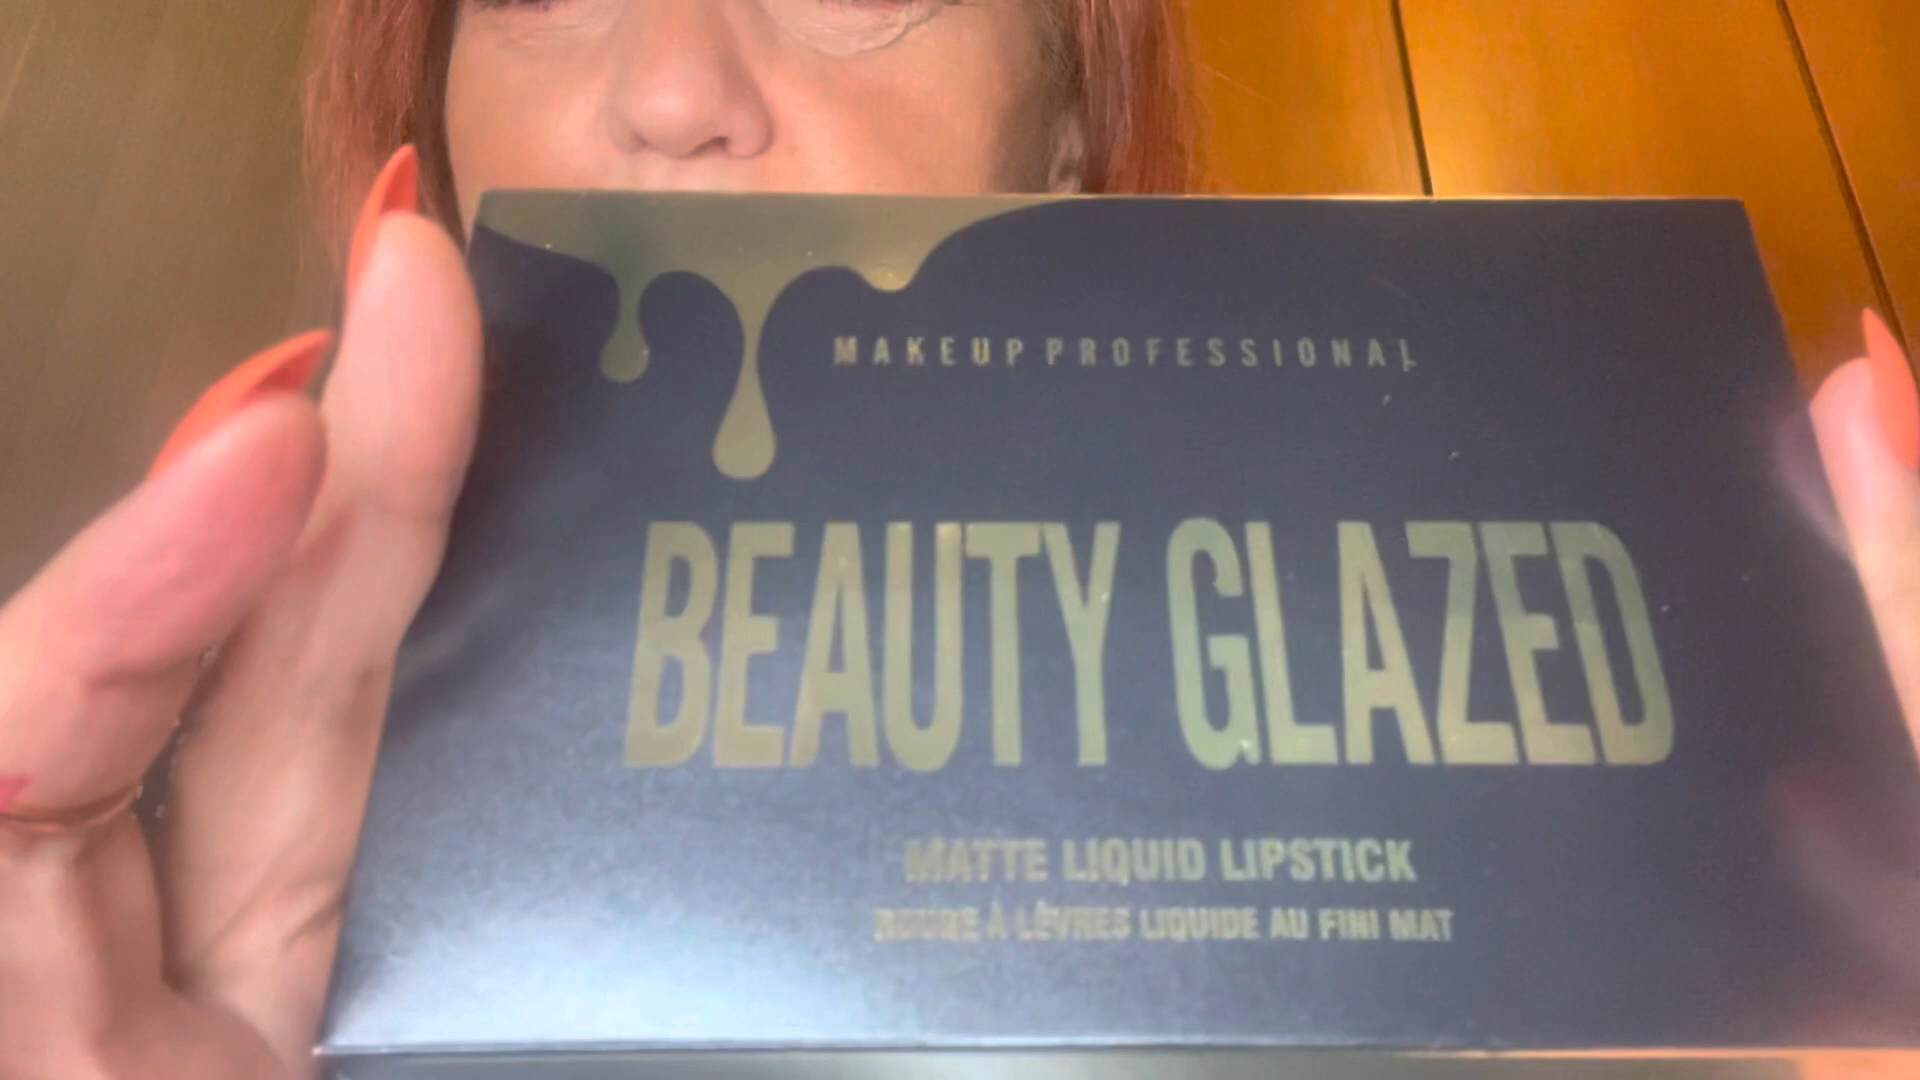 MAKEUP PROFESSIONAL
BEAUTY GLAZED
MATTE LIQUID LIPSTICK
ROUGE À LÈVRES LIQUIDE AU FINI MAT